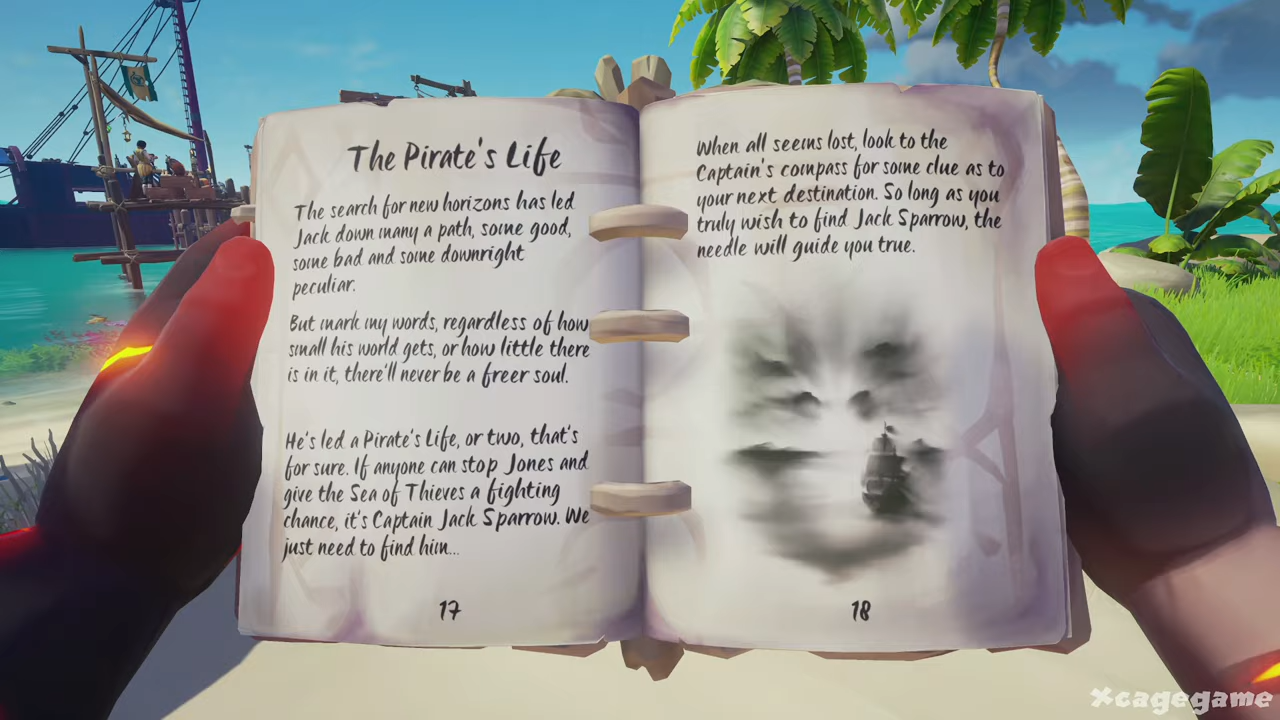 The Pirate's Life
The search for new horizons has led
Jack down many a path, some good,
some bad and some downright
peculiar.
But mark my words, regardless of how
small his world gets, or how little there
is in it, there'll never be a freer soul.
He's led a Pirate's Life, or two, that's
for sure. If anyone can stop Jones and
give the Sea of Thieves a fighting
chance, it's Captain Jack Sparrow. We
just need to find him...
17
When all seems lost, look to the
Captain's compass for some clue as to
your next destination. So long as you
truly wish to find Jack Sparrow, the
needle will guide you true.
18
Xcagegame